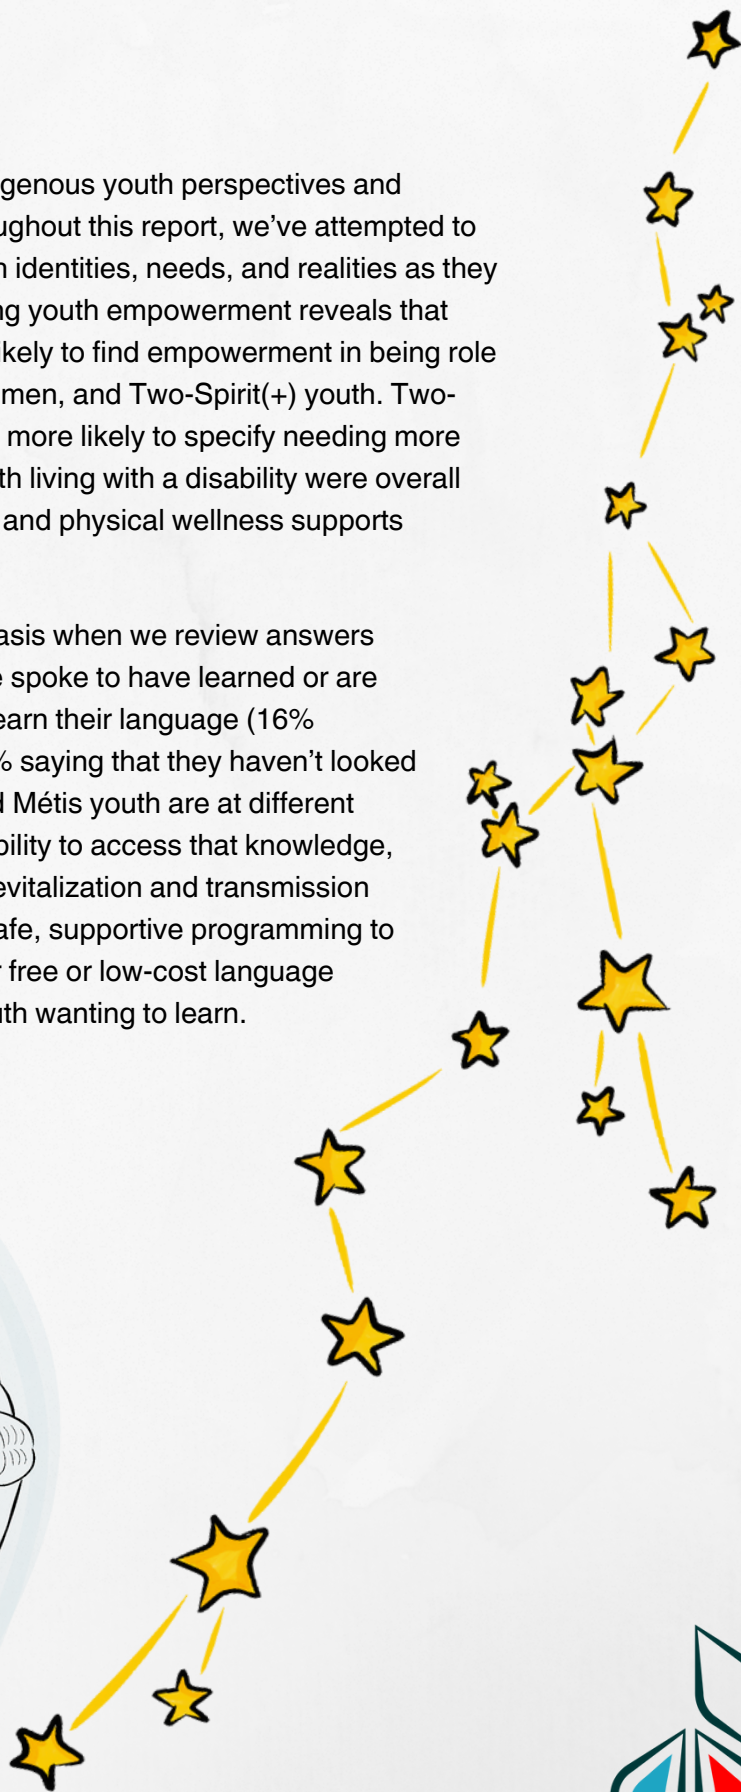 genous youth perspectives and
ughout this report, we've attempted to
n identities, needs, and realities as they
ng youth empowerment reveals that
ikely to find empowerment in being role
men, and Two-Spirit(+) youth. Two-
more likely to specify needing more
th living with a disability were overall
and physical wellness supports
asis when we review answers
e spoke to have learned or are
earn their language (16%
% saying that they haven't looked
d Métis youth are at different
bility to access that knowledge,
evitalization and transmission
afe, supportive programming to
r free or low-cost language
uth wanting to learn.